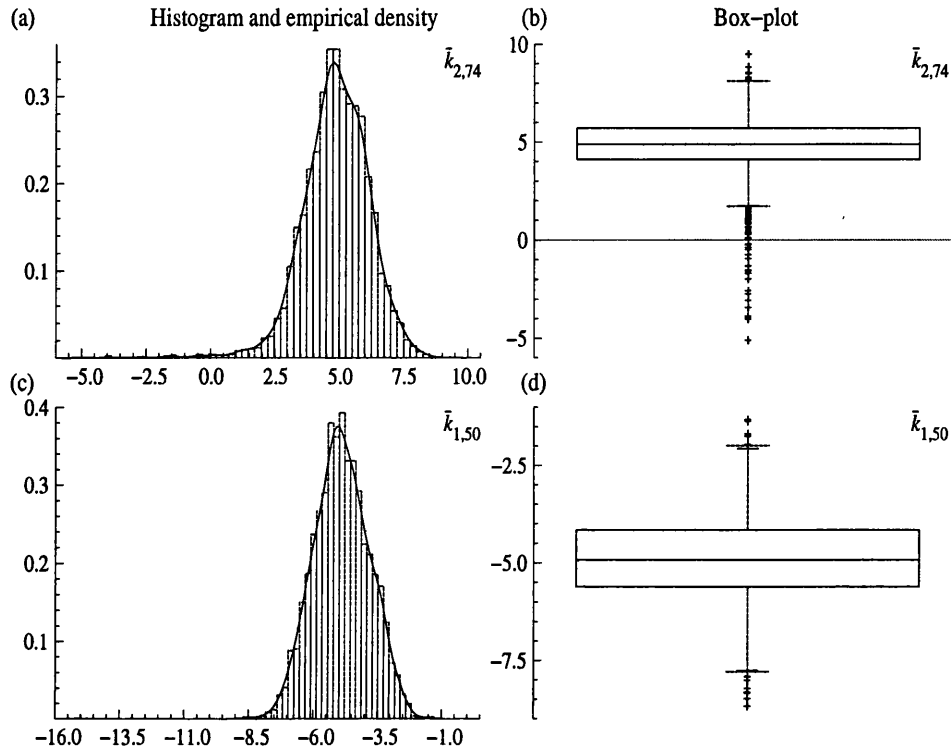 (a) Histogram and empirical density
k̄2,74
0.3
0.2
0.1
−5.0 −2.5 0.0 2.5 5.0 7.5 10.0
(b) Box−plot
k̄2,74
10
5
0
−5
(c)
k̄1,50
0.4
0.3
0.2
0.1
−16.0 −13.5 −11.0 −8.5 −6.0 −3.5 −1.0
(d)
k̄1,50
−2.5
−5.0
−7.5